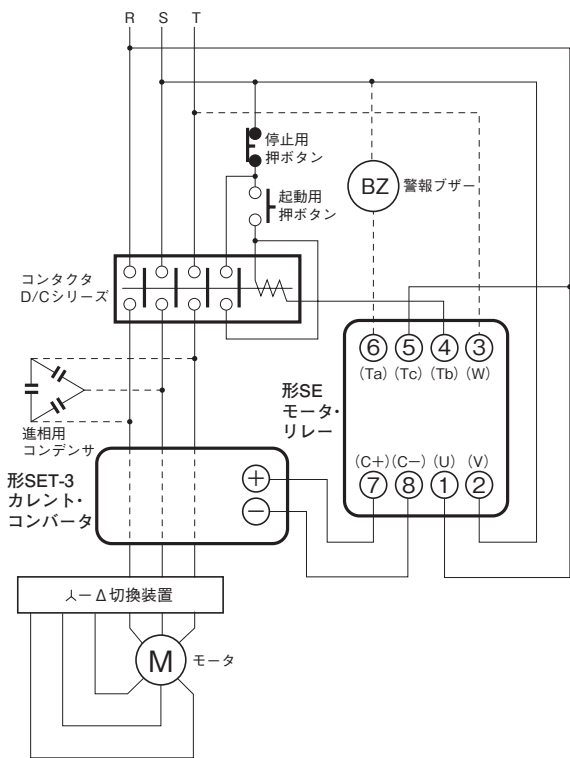 R S T
停止用
押ボタン
BZ 警報ブザー
起動用
押ボタン
コンタクタ
D/Cシリーズ
⑥ ⑤ ④ ③
(Ta) (Tc) (Tb) (W)
形SE
モータ・
リレー
進相用
コンデンサ
形SET-3
カレント・
コンバータ
+
−
(C+) (C−) (U) (V)
⑦ ⑧ ① ②
⅄−Δ切換装置
M モータ